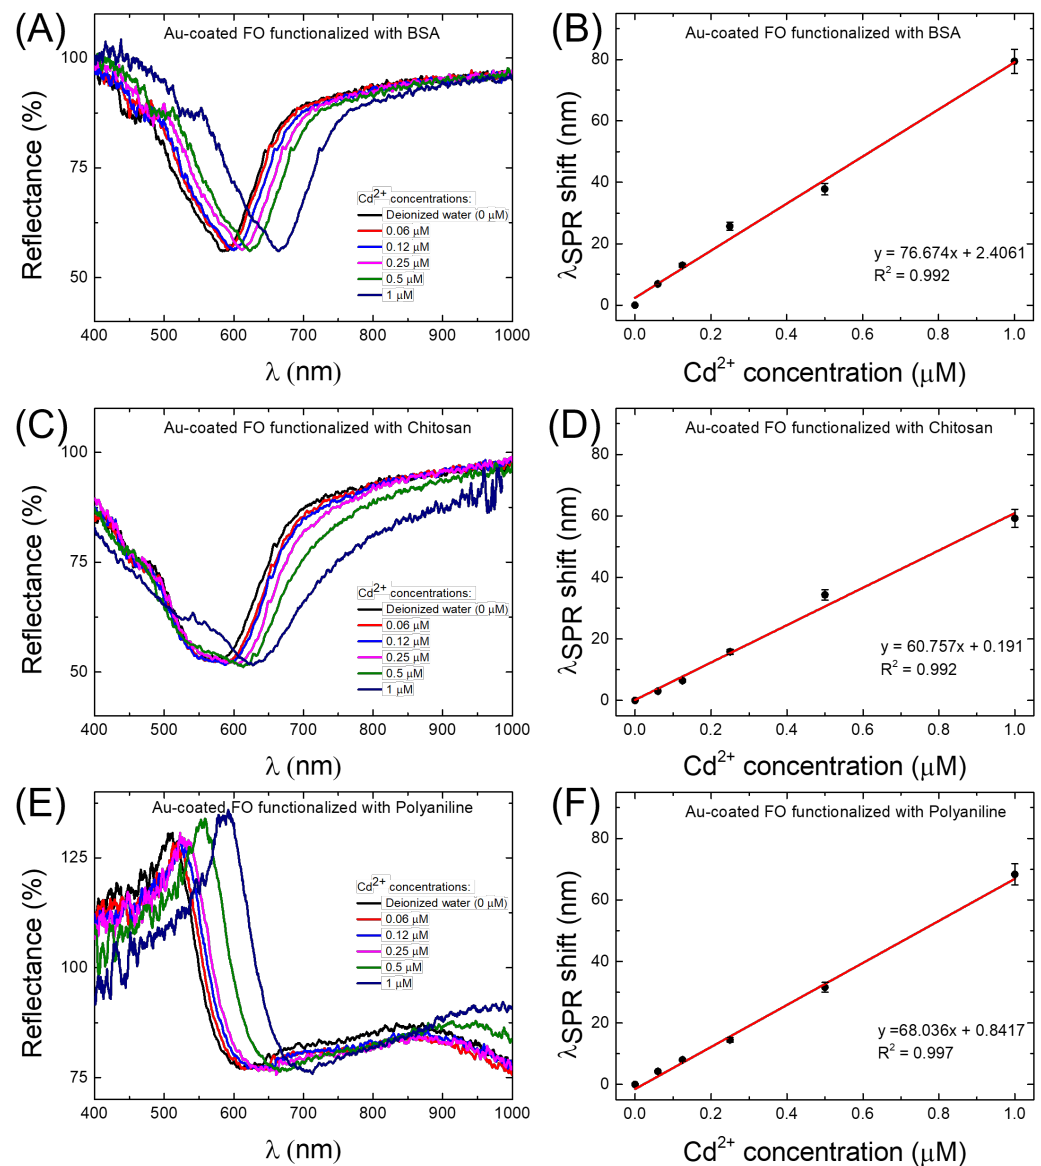 (A)
Au-coated FO functionalized with BSA
Reflectance (%)
100
75
50
Cd2+ concentrations:
Deionized water (0 μM)
0.06 μM
0.12 μM
0.25 μM
0.5 μM
1 μM
400 500 600 700 800 900 1000
λ (nm)
(B)
Au-coated FO functionalized with BSA
λSPR shift (nm)
80
60
40
20
0
y = 76.674x + 2.4061
R2 = 0.992
0.0 0.2 0.4 0.6 0.8 1.0
Cd2+ concentration (μM)
(C)
Au-coated FO functionalized with Chitosan
Reflectance (%)
100
75
50
Cd2+ concentrations:
Deionized water (0 μM)
0.06 μM
0.12 μM
0.25 μM
0.5 μM
1 μM
400 500 600 700 800 900 1000
λ (nm)
(D)
Au-coated FO functionalized with Chitosan
λSPR shift (nm)
80
60
40
20
0
y = 60.757x + 0.191
R2 = 0.992
0.0 0.2 0.4 0.6 0.8 1.0
Cd2+ concentration (μM)
(E)
Au-coated FO functionalized with Polyaniline
Reflectance (%)
125
100
75
Cd2+ concentrations:
Deionized water (0 μM)
0.06 μM
0.12 μM
0.25 μM
0.5 μM
1 μM
400 500 600 700 800 900 1000
λ (nm)
(F)
Au-coated FO functionalized with Polyaniline
λSPR shift (nm)
80
60
40
20
0
y =68.036x + 0.8417
R2 = 0.997
0.0 0.2 0.4 0.6 0.8 1.0
Cd2+ concentration (μM)